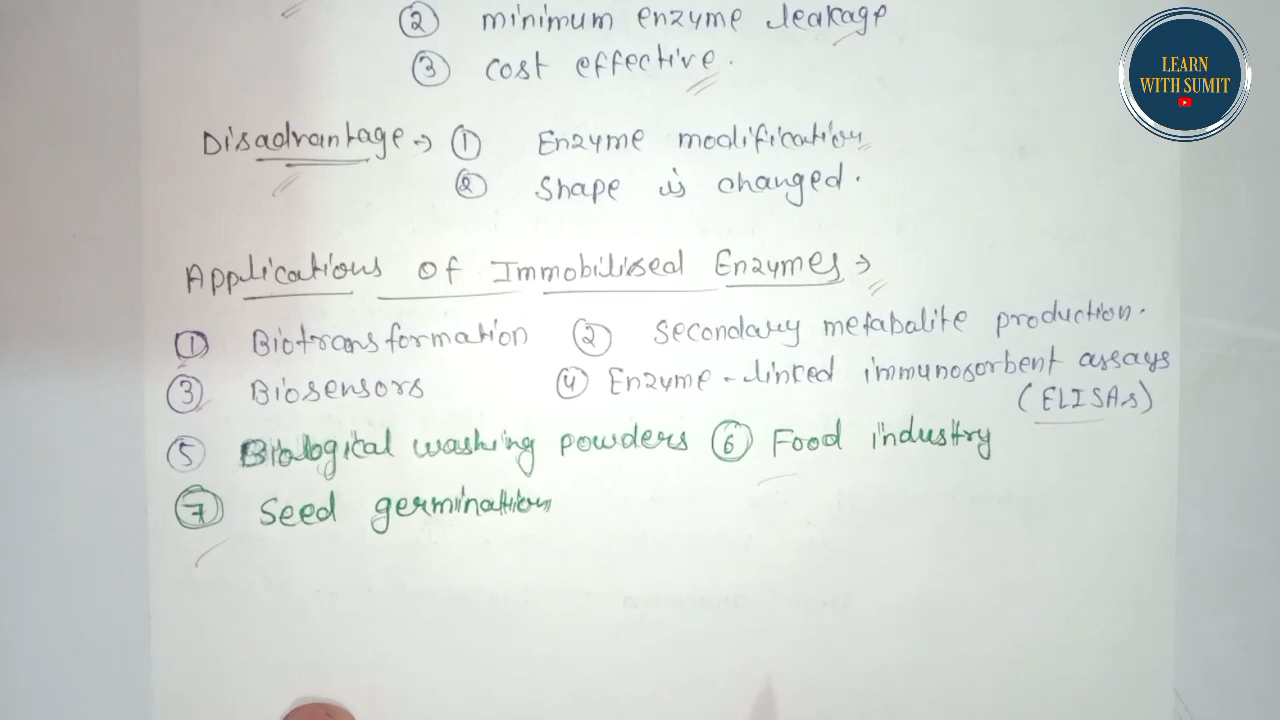 ② minimum enzyme leakage
③ cost effective.
LEARN
WITH SUMIT
Disadvantage → ① Enzyme modification
② Shape is changed.
Applications of Immobilised Enzymes →
① Biotransformation ② Secondary metabalite production.
③ Biosensors ④ Enzyme-linked immunosorbent assays
(ELISAs)
⑤ Biological washing powders ⑥ Food industry
⑦ Seed germination